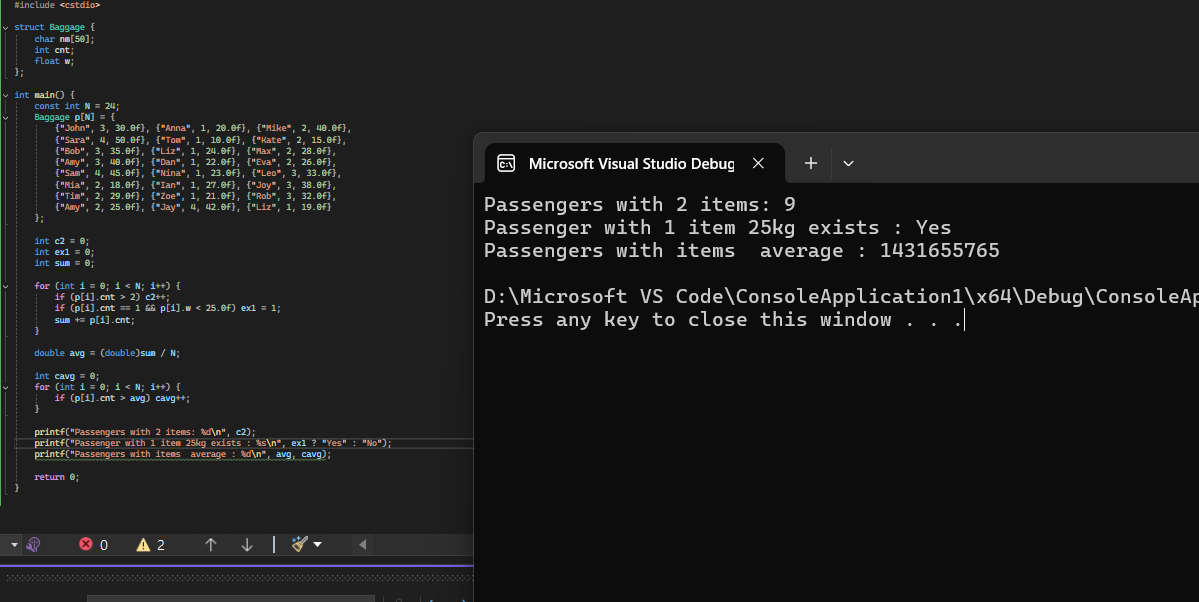 #include <cstdio>
struct Baggage {
char nm[50];
int cnt;
float w;
};
int main() {
const int N = 24;
Baggage p[N] = {
{"John", 3, 30.0f}, {"Anna", 1, 20.0f}, {"Mike", 2, 40.0f},
{"Sara", 4, 50.0f}, {"Tom", 1, 10.0f}, {"Kate", 2, 15.0f},
{"Bob", 3, 35.0f}, {"Liz", 1, 24.0f}, {"Max", 2, 28.0f},
{"Amy", 3, 40.0f}, {"Dan", 1, 22.0f}, {"Eva", 2, 26.0f},
{"Sam", 4, 45.0f}, {"Nina", 1, 23.0f}, {"Leo", 3, 33.0f},
{"Mia", 2, 18.0f}, {"Ian", 1, 27.0f}, {"Joy", 3, 38.0f},
{"Tim", 2, 29.0f}, {"Zoe", 1, 21.0f}, {"Rob", 3, 32.0f},
{"Amy", 2, 25.0f}, {"Jay", 4, 42.0f}, {"Liz", 1, 19.0f}
};
int c2 = 0;
int ex1 = 0;
int sum = 0;
for (int i = 0; i < N; i++) {
if (p[i].cnt > 2) c2++;
if (p[i].cnt == 1 && p[i].w < 25.0f) ex1 = 1;
sum += p[i].cnt;
}
double avg = (double)sum / N;
int cavg = 0;
for (int i = 0; i < N; i++) {
if (p[i].cnt > avg) cavg++;
}
printf("Passengers with 2 items: %d\n", c2);
printf("Passenger with 1 item 25kg exists : %s\n", ex1 ? "Yes" : "No");
printf("Passengers with items  average : %d\n", avg, cavg);
return 0;
}
0 2
Microsoft Visual Studio Debug
Passengers with 2 items: 9
Passenger with 1 item 25kg exists : Yes
Passengers with items  average : 1431655765
D:\Microsoft VS Code\ConsoleApplication1\x64\Debug\ConsoleAp
Press any key to close this window . . .